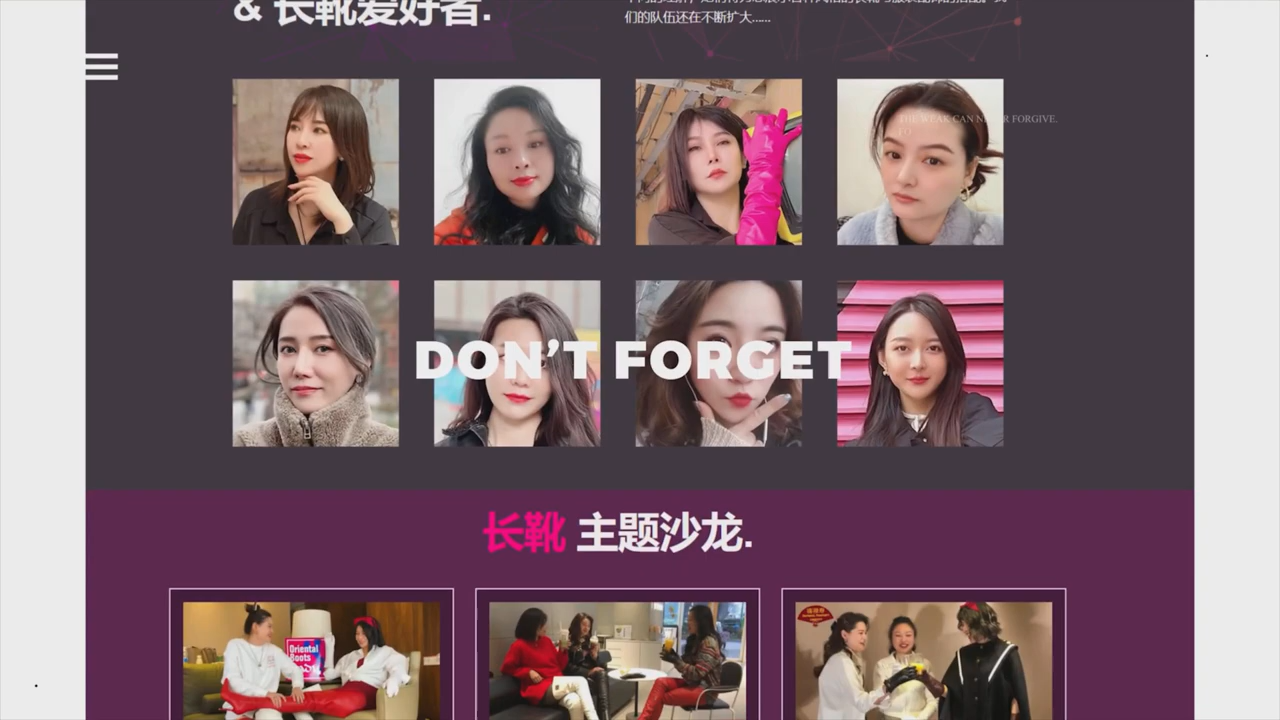 & 长靴爱好者.
们的队伍还在不断扩大......
THE WEAK CAN NEVER FORGIVE.
FO
DON'T FORGET
长靴 主题沙龙.
Oriental
Boots